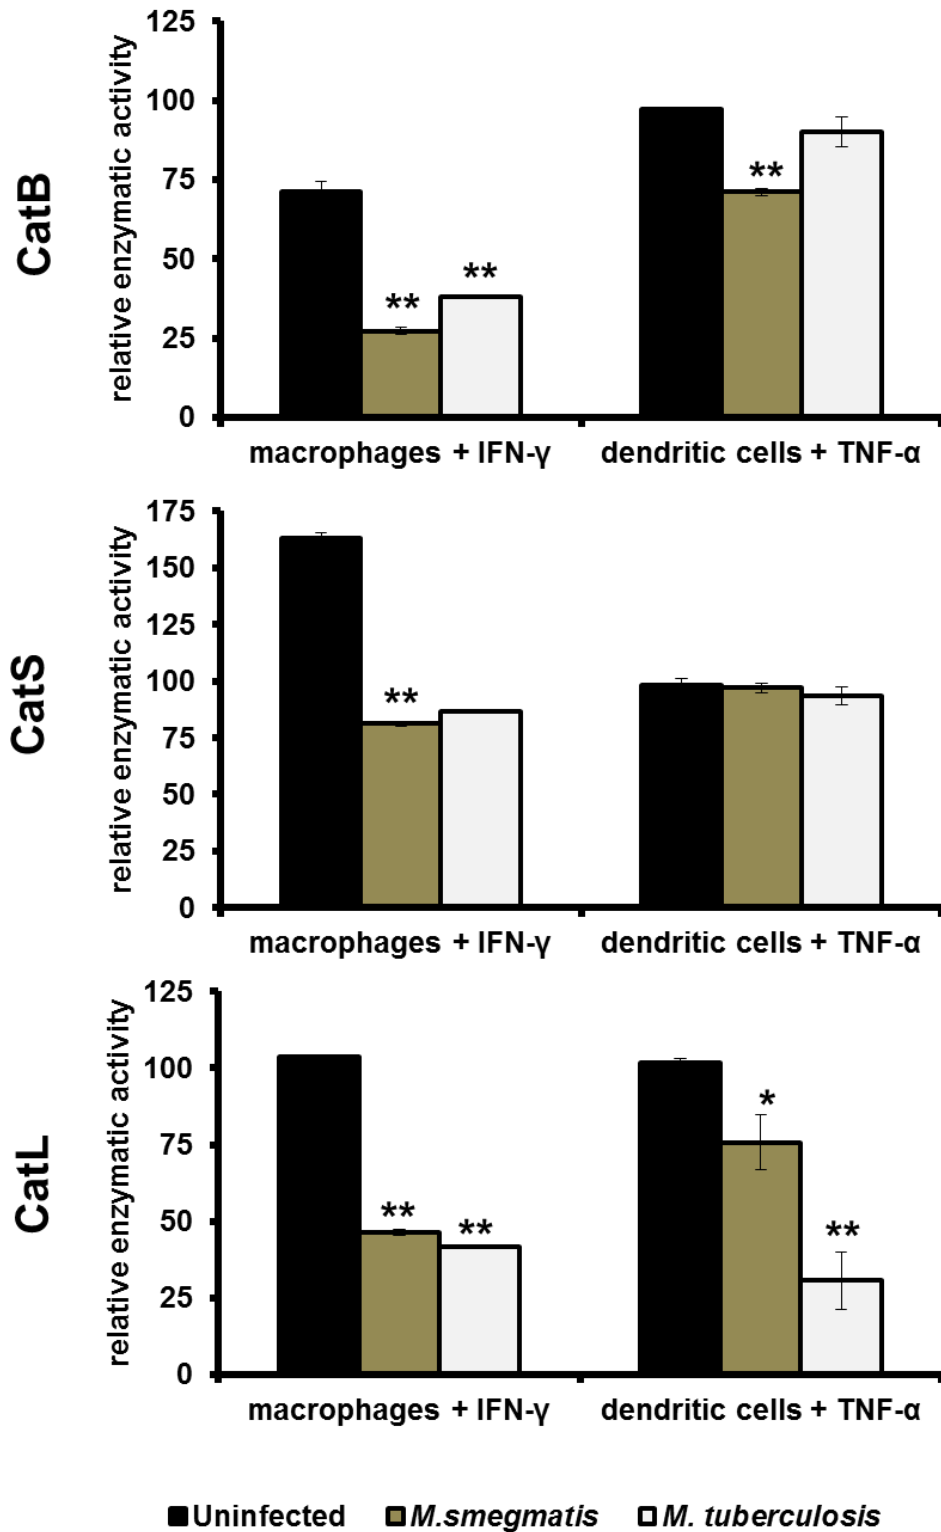 CatB
relative enzymatic activity
125
100
75
50
25
0
**
**
**
macrophages + IFN-γ
dendritic cells + TNF-α
CatS
relative enzymatic activity
175
150
125
100
75
50
25
0
**
macrophages + IFN-γ
dendritic cells + TNF-α
CatL
relative enzymatic activity
125
100
75
50
25
0
**
**
*
**
macrophages + IFN-γ
dendritic cells + TNF-α
Uninfected M.smegmatis M. tuberculosis